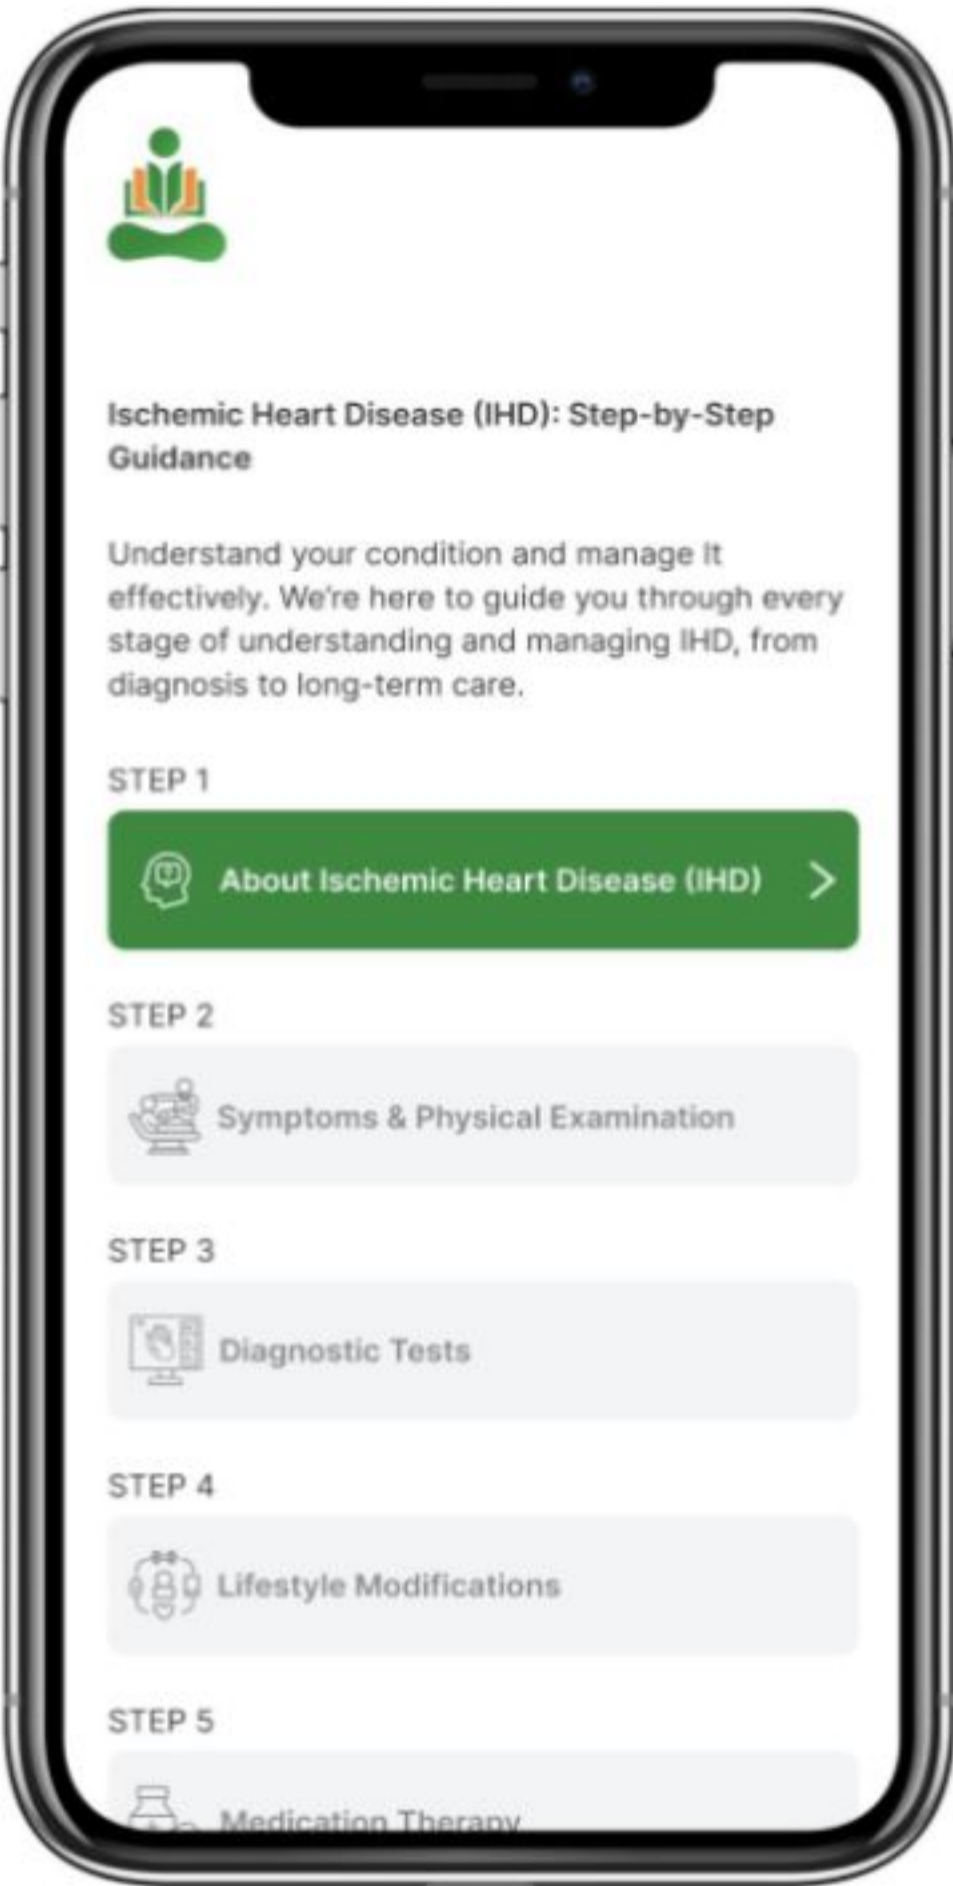 Ischemic Heart Disease (IHD): Step-by-Step
Guidance
Understand your condition and manage It
effectively. We're here to guide you through every
stage of understanding and managing IHD, from
diagnosis to long-term care.
STEP 1
About Ischemic Heart Disease (IHD)
STEP 2
Symptoms & Physical Examination
STEP 3
Diagnostic Tests
STEP 4
Lifestyle Modifications
STEP 5
Medication Therapy